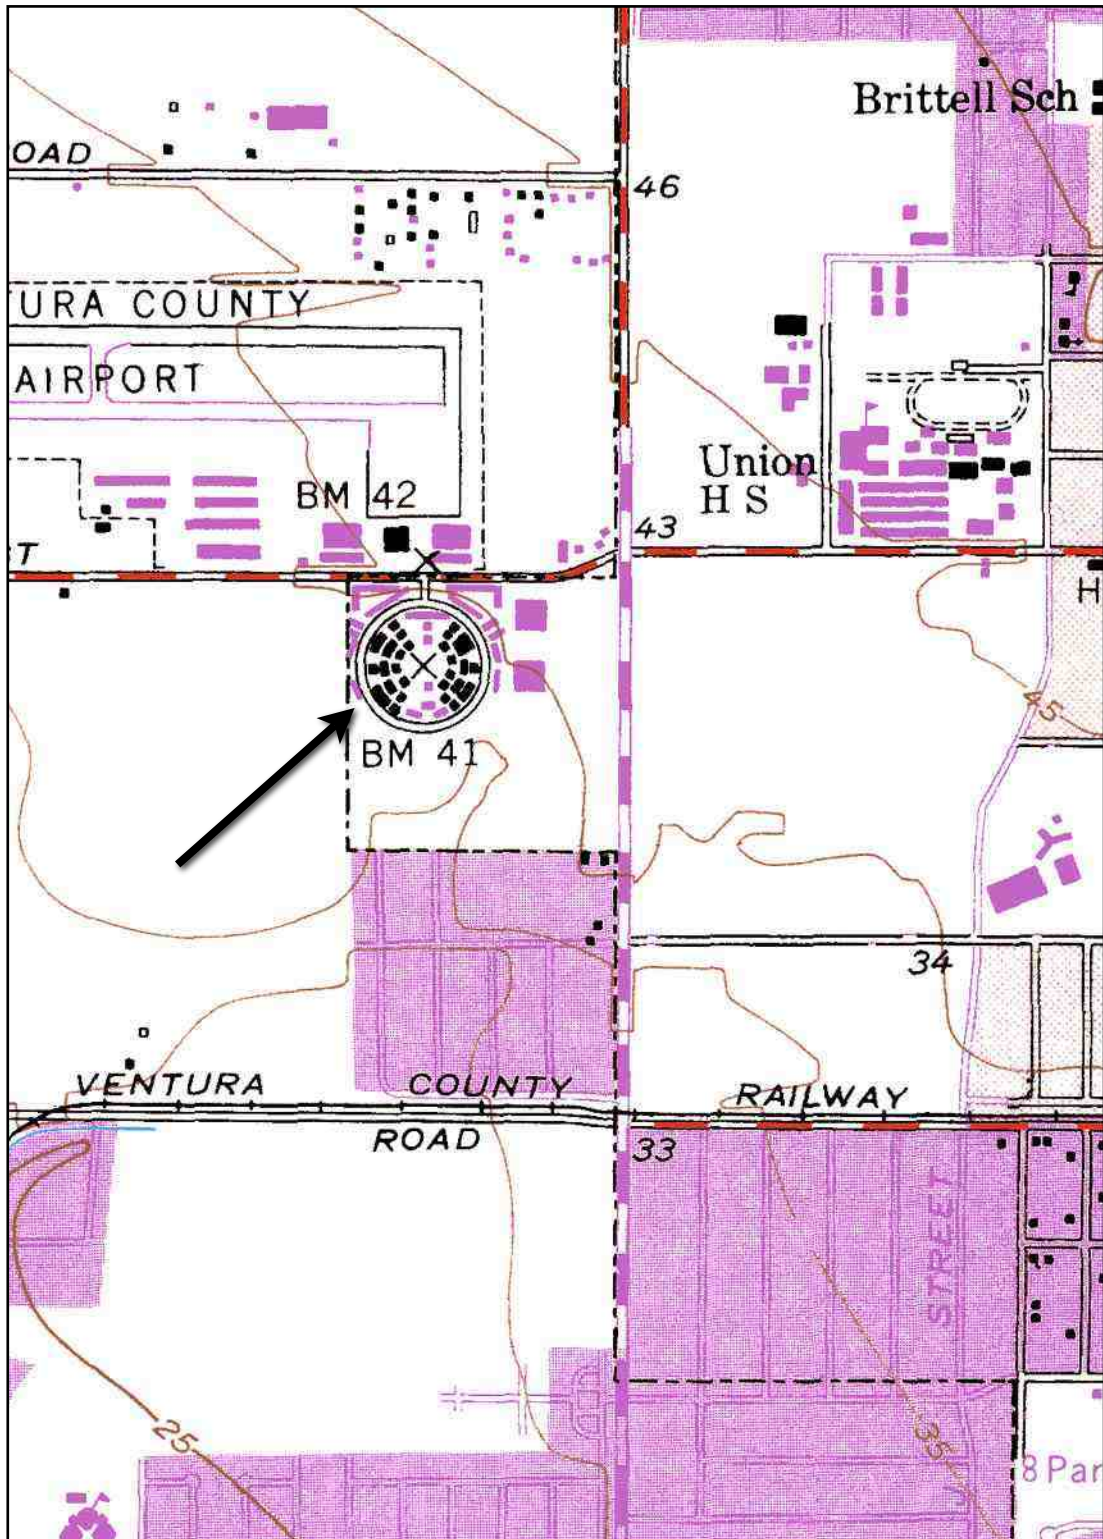 Brittell Sch
OAD
46
URA COUNTY
AIRPORT
Union
H S
BM 42
43
T
H
45
BM 41
34
VENTURA COUNTY RAILWAY
ROAD
33
STREET
J
25
35
8 Par